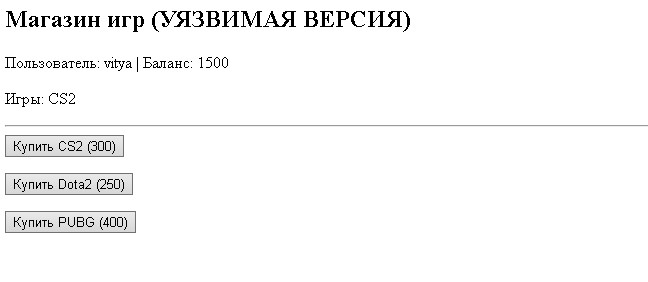 Магазин игр (УЯЗВИМАЯ ВЕРСИЯ)
Пользователь: vitya | Баланс: 1500
Игры: CS2
Купить CS2 (300)
Купить Dota2 (250)
Купить PUBG (400)